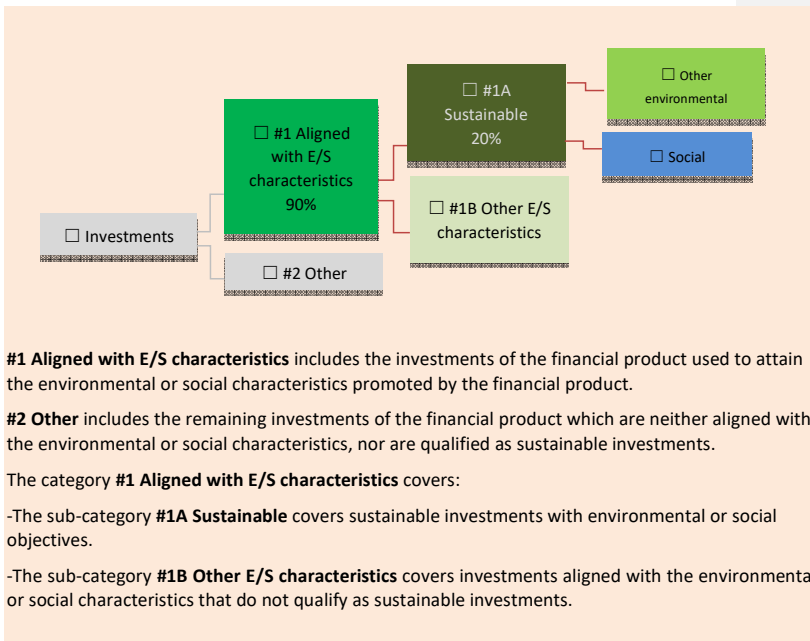 ☐ Other
environmental
☐ #1A
Sustainable
20%
☐ #1 Aligned
with E/S
characteristics
90%
☐ Social
☐ #1B Other E/S
characteristics
☐ Investments
☐ #2 Other
#1 Aligned with E/S characteristics includes the investments of the financial product used to attain
the environmental or social characteristics promoted by the financial product.
#2 Other includes the remaining investments of the financial product which are neither aligned with
the environmental or social characteristics, nor are qualified as sustainable investments.
The category #1 Aligned with E/S characteristics covers:
-The sub-category #1A Sustainable covers sustainable investments with environmental or social
objectives.
-The sub-category #1B Other E/S characteristics covers investments aligned with the environmenta
or social characteristics that do not qualify as sustainable investments.